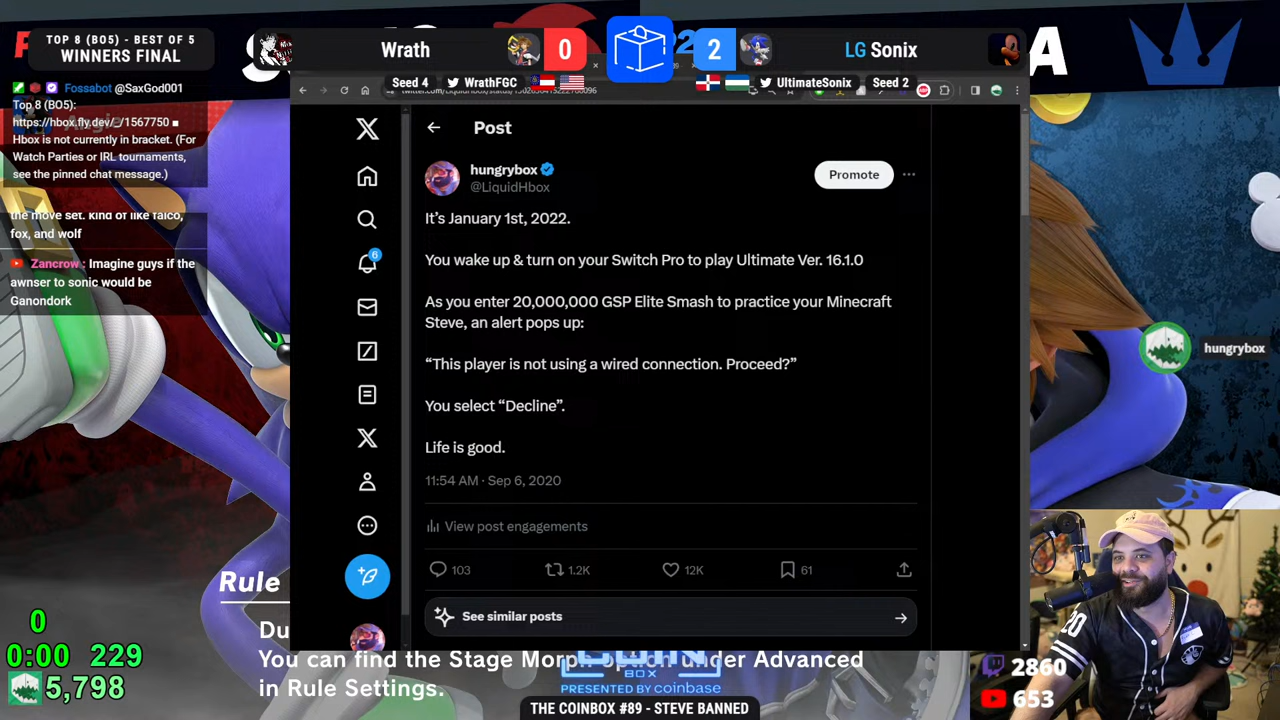 TOP 8 (BO5) - BEST OF 5
WINNERS FINAL
Wrath
0
2
LG Sonix
Seed 4
WrathFGC
UltimateSonix
Seed 2
Fossabot @SaxGod001
Top 8 (BO5):
https://hbox.fly.dev/_/1567750 ■
Hbox is not currently in bracket. (For
Watch Parties or IRL tournaments,
see the pinned chat message.)
the move set. kind of like falco,
fox, and wolf
Zancrow : Imagine guys if the
awnser to sonic would be
Ganondork
Post
hungrybox
@LiquidHbox
Promote
It's January 1st, 2022.
You wake up & turn on your Switch Pro to play Ultimate Ver. 16.1.0
As you enter 20,000,000 GSP Elite Smash to practice your Minecraft
Steve, an alert pops up:
“This player is not using a wired connection. Proceed?”
You select “Decline”.
Life is good.
11:54 AM · Sep 6, 2020
View post engagements
103
1.2K
12K
61
See similar posts
6
hungrybox
Rule
Du
You can find the Stage Morph option under Advanced
in Rule Settings.
0
0:00 229
5,798
20
2860
653
BOX
PRESENTED BY coinbase
THE COINBOX #89 - STEVE BANNED